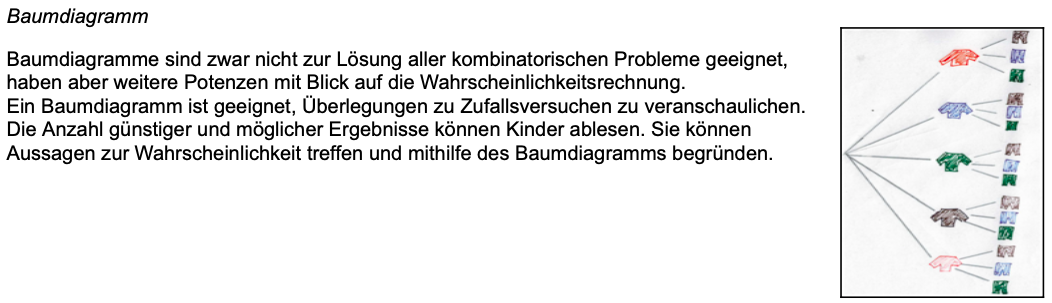 Baumdiagramm
Baumdiagramme sind zwar nicht zur Lösung aller kombinatorischen Probleme geeignet,
haben aber weitere Potenzen mit Blick auf die Wahrscheinlichkeitsrechnung.
Ein Baumdiagramm ist geeignet, Überlegungen zu Zufallsversuchen zu veranschaulichen.
Die Anzahl günstiger und möglicher Ergebnisse können Kinder ablesen. Sie können
Aussagen zur Wahrscheinlichkeit treffen und mithilfe des Baumdiagramms begründen.